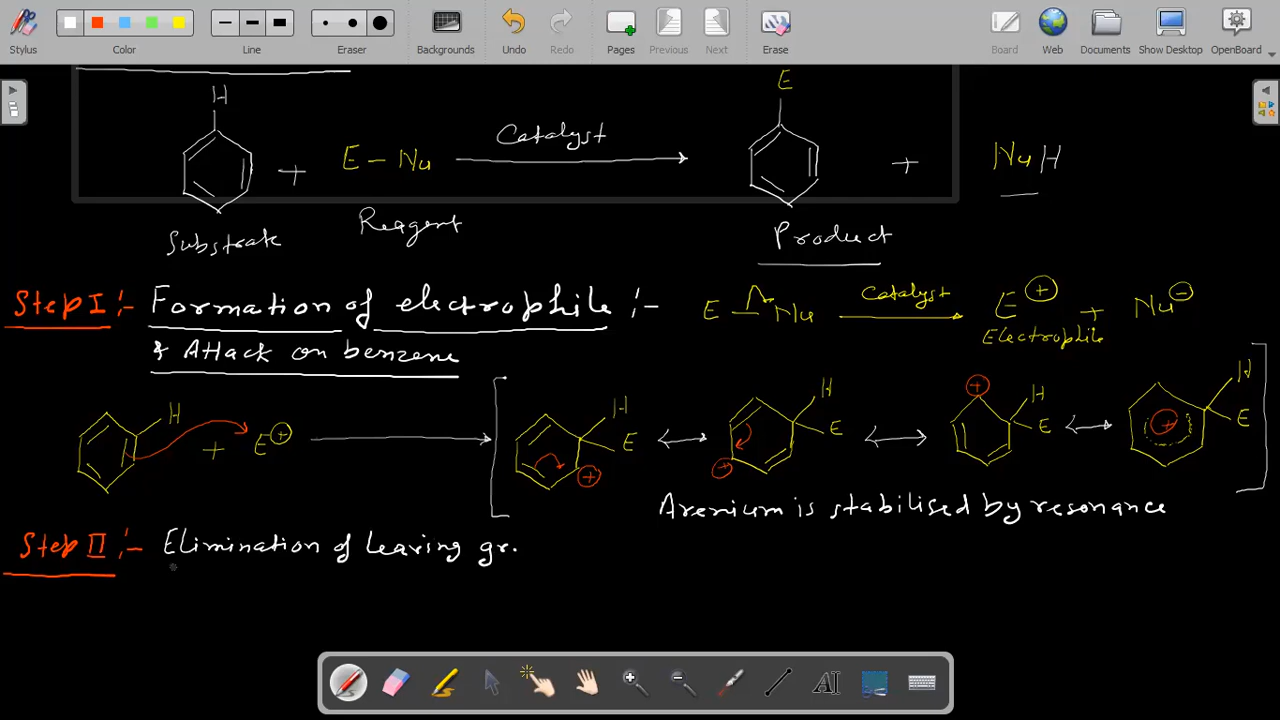 Stylus Color Line Eraser Backgrounds Undo Redo Pages Previous Next Erase Board Web Documents Show Desktop OpenBoard
H E
+ E - Nu Catalyst + NuH
Substrate Reagent Product
Step I :- Formation of electrophile :- E Nu Catalyst E + + Nu -
Electrophile
& Attack on benzene
H + E + H E + H E + + H E + H E
Arenium is stabilised by resonance
Step II :- Elimination of leaving gr.
AI